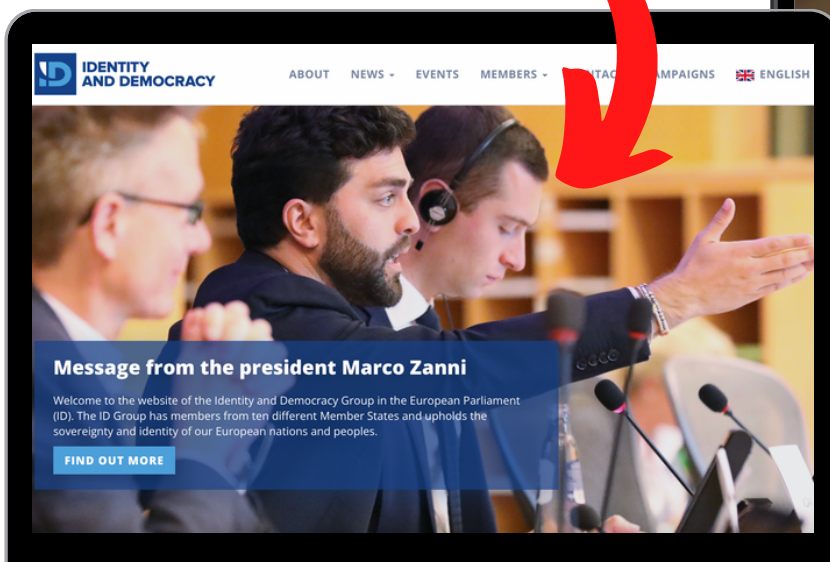 IDENTITY
AND DEMOCRACY
ABOUT NEWS EVENTS MEMBERS ENGLISH
Message from the president Marco Zanni
Welcome to the website of the Identity and Democracy Group in the European Parliament
(ID). The ID Group has members from ten different Member States and upholds the
sovereignty and identity of our European nations and peoples.
FIND OUT MORE